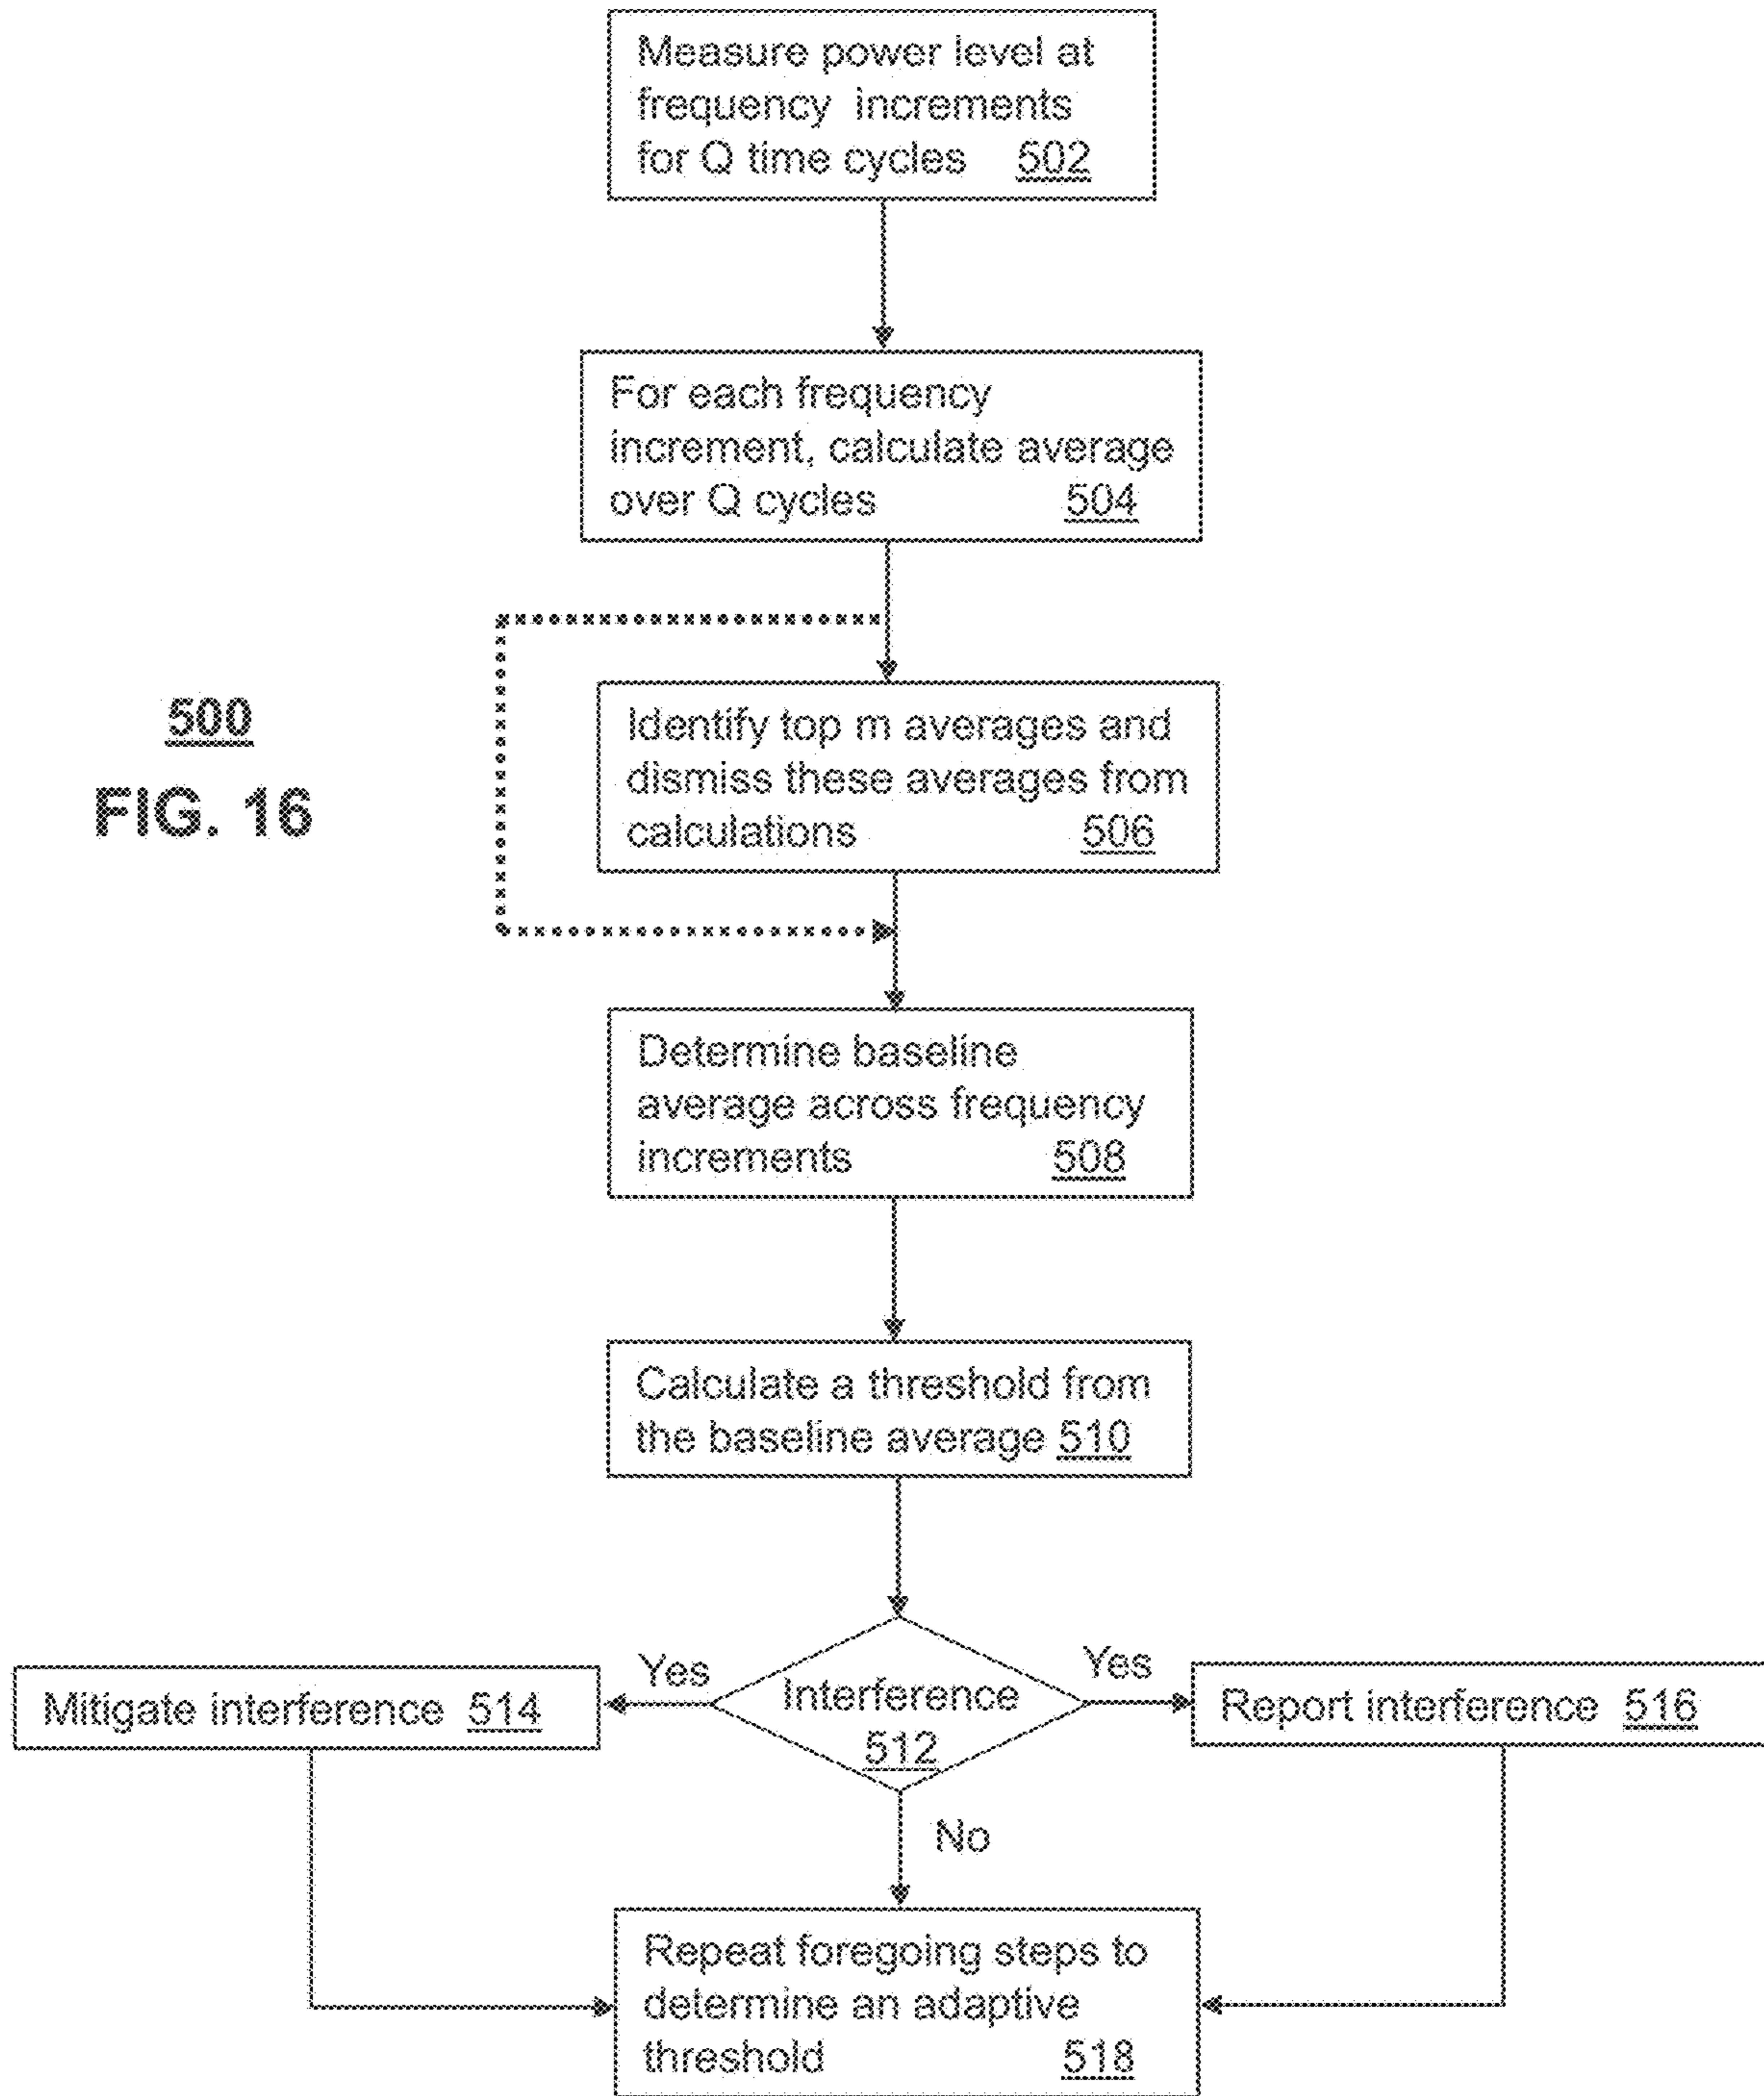 Measure power level at
frequency increments
for Q time cycles 502
For each frequency
increment, calculate average
over Q cycles 504
500
FIG. 16
Identify top m averages and
dismiss these averages from
calculations 506
Determine baseline
average across frequency
increments 508
Calculate a threshold from
the baseline average 510
Yes
Yes
Mitigate interference 514
Interference
512
Report interference 516
No
Repeat foregoing steps to
determine an adaptive
threshold 518